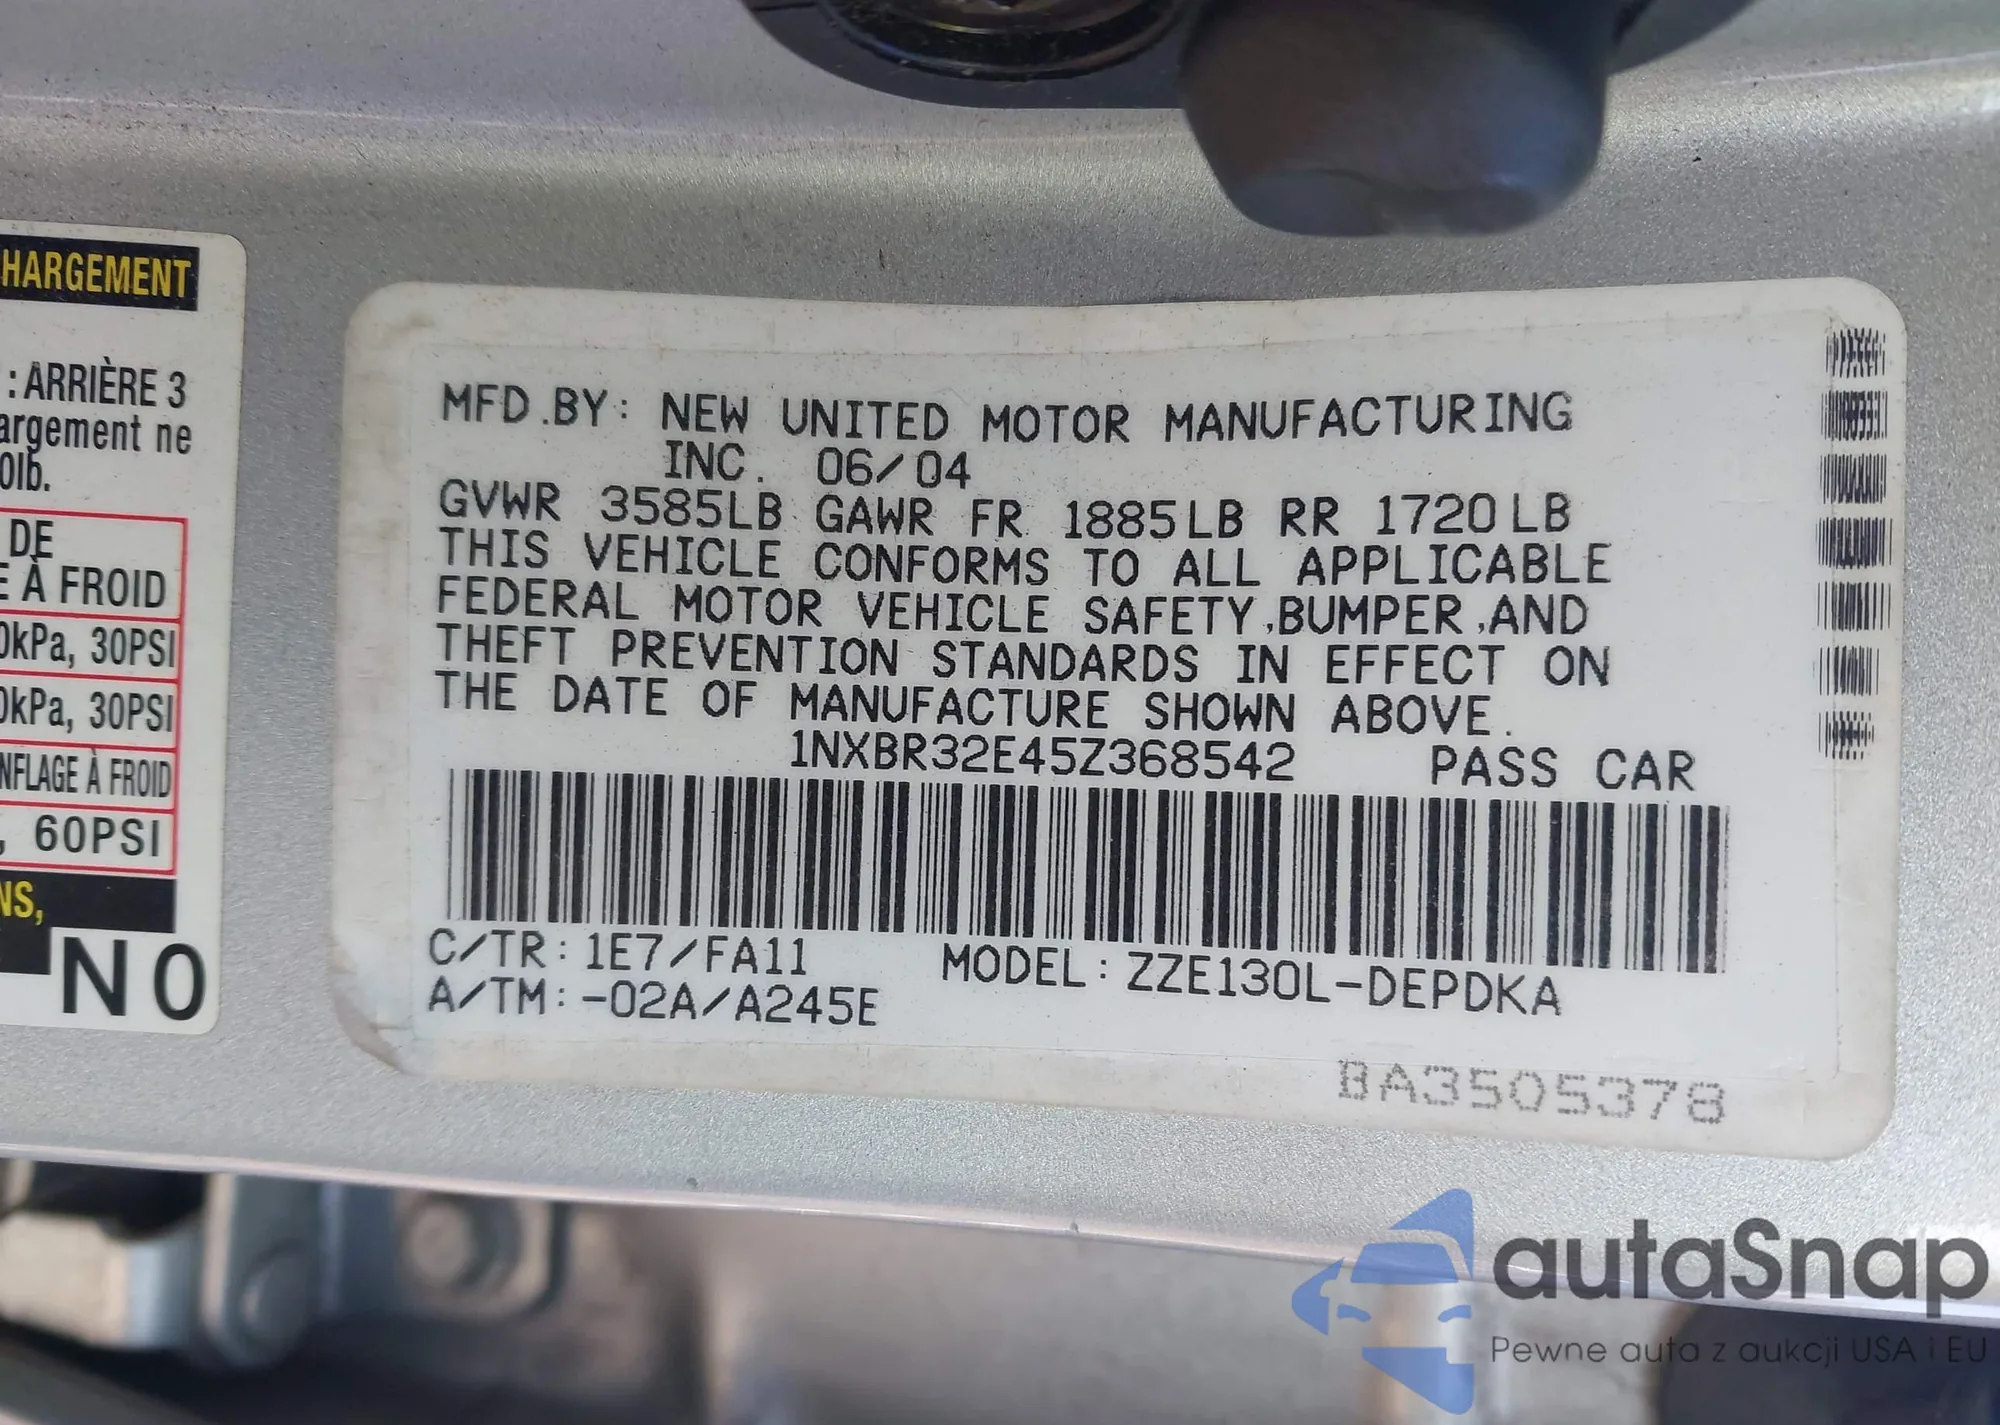 HARGEMENT
: ARRIÈRE 3
argement ne
0lb.
DE
E À FROID
0kPa, 30PSI
0kPa, 30PSI
NFLAGE À FROID
, 60PSI
NS,
NO
MFD.BY: NEW UNITED MOTOR MANUFACTURING
INC. 06/04
GVWR 3585LB GAWR FR 1885LB RR 1720LB
THIS VEHICLE CONFORMS TO ALL APPLICABLE
FEDERAL MOTOR VEHICLE SAFETY,BUMPER,AND
THEFT PREVENTION STANDARDS IN EFFECT ON
THE DATE OF MANUFACTURE SHOWN ABOVE.
1NXBR32E45Z368542 PASS CAR
C/TR: 1E7/FA11 MODEL: ZZE130L-DEPDKA
A/TM: -02A/A245E
BA3505378
autaSnap
Pewne auta z aukcji USA i EU